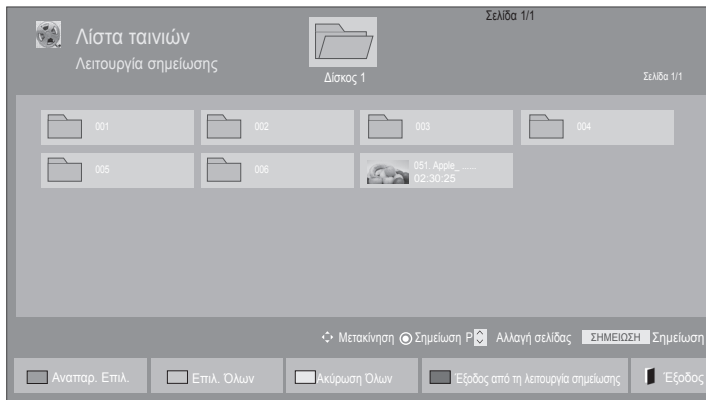 Σελίδα 1/1
Λίστα ταινιών
Λειτουργία σημείωσης
Δίσκος 1
Σελίδα 1/1
001
002
003
004
005
006
051. Apple_ ......
02:30:25
Μετακίνηση Σημείωση P Αλλαγή σελίδας ΣΗΜΕΙΩΣΗ Σημείωση
Αναπαρ. Επιλ. Επιλ. Όλων Ακύρωση Όλων Έξοδος από τη λειτουργία σημείωσης Έξοδος